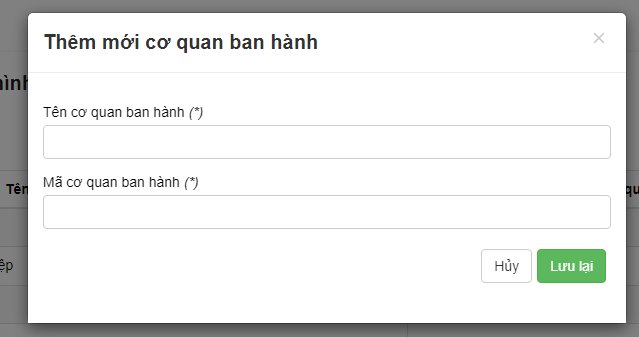 Thêm mới cơ quan ban hành
×
Tên cơ quan ban hành (*)
Mã cơ quan ban hành (*)
Hủy
Lưu lại
Tên